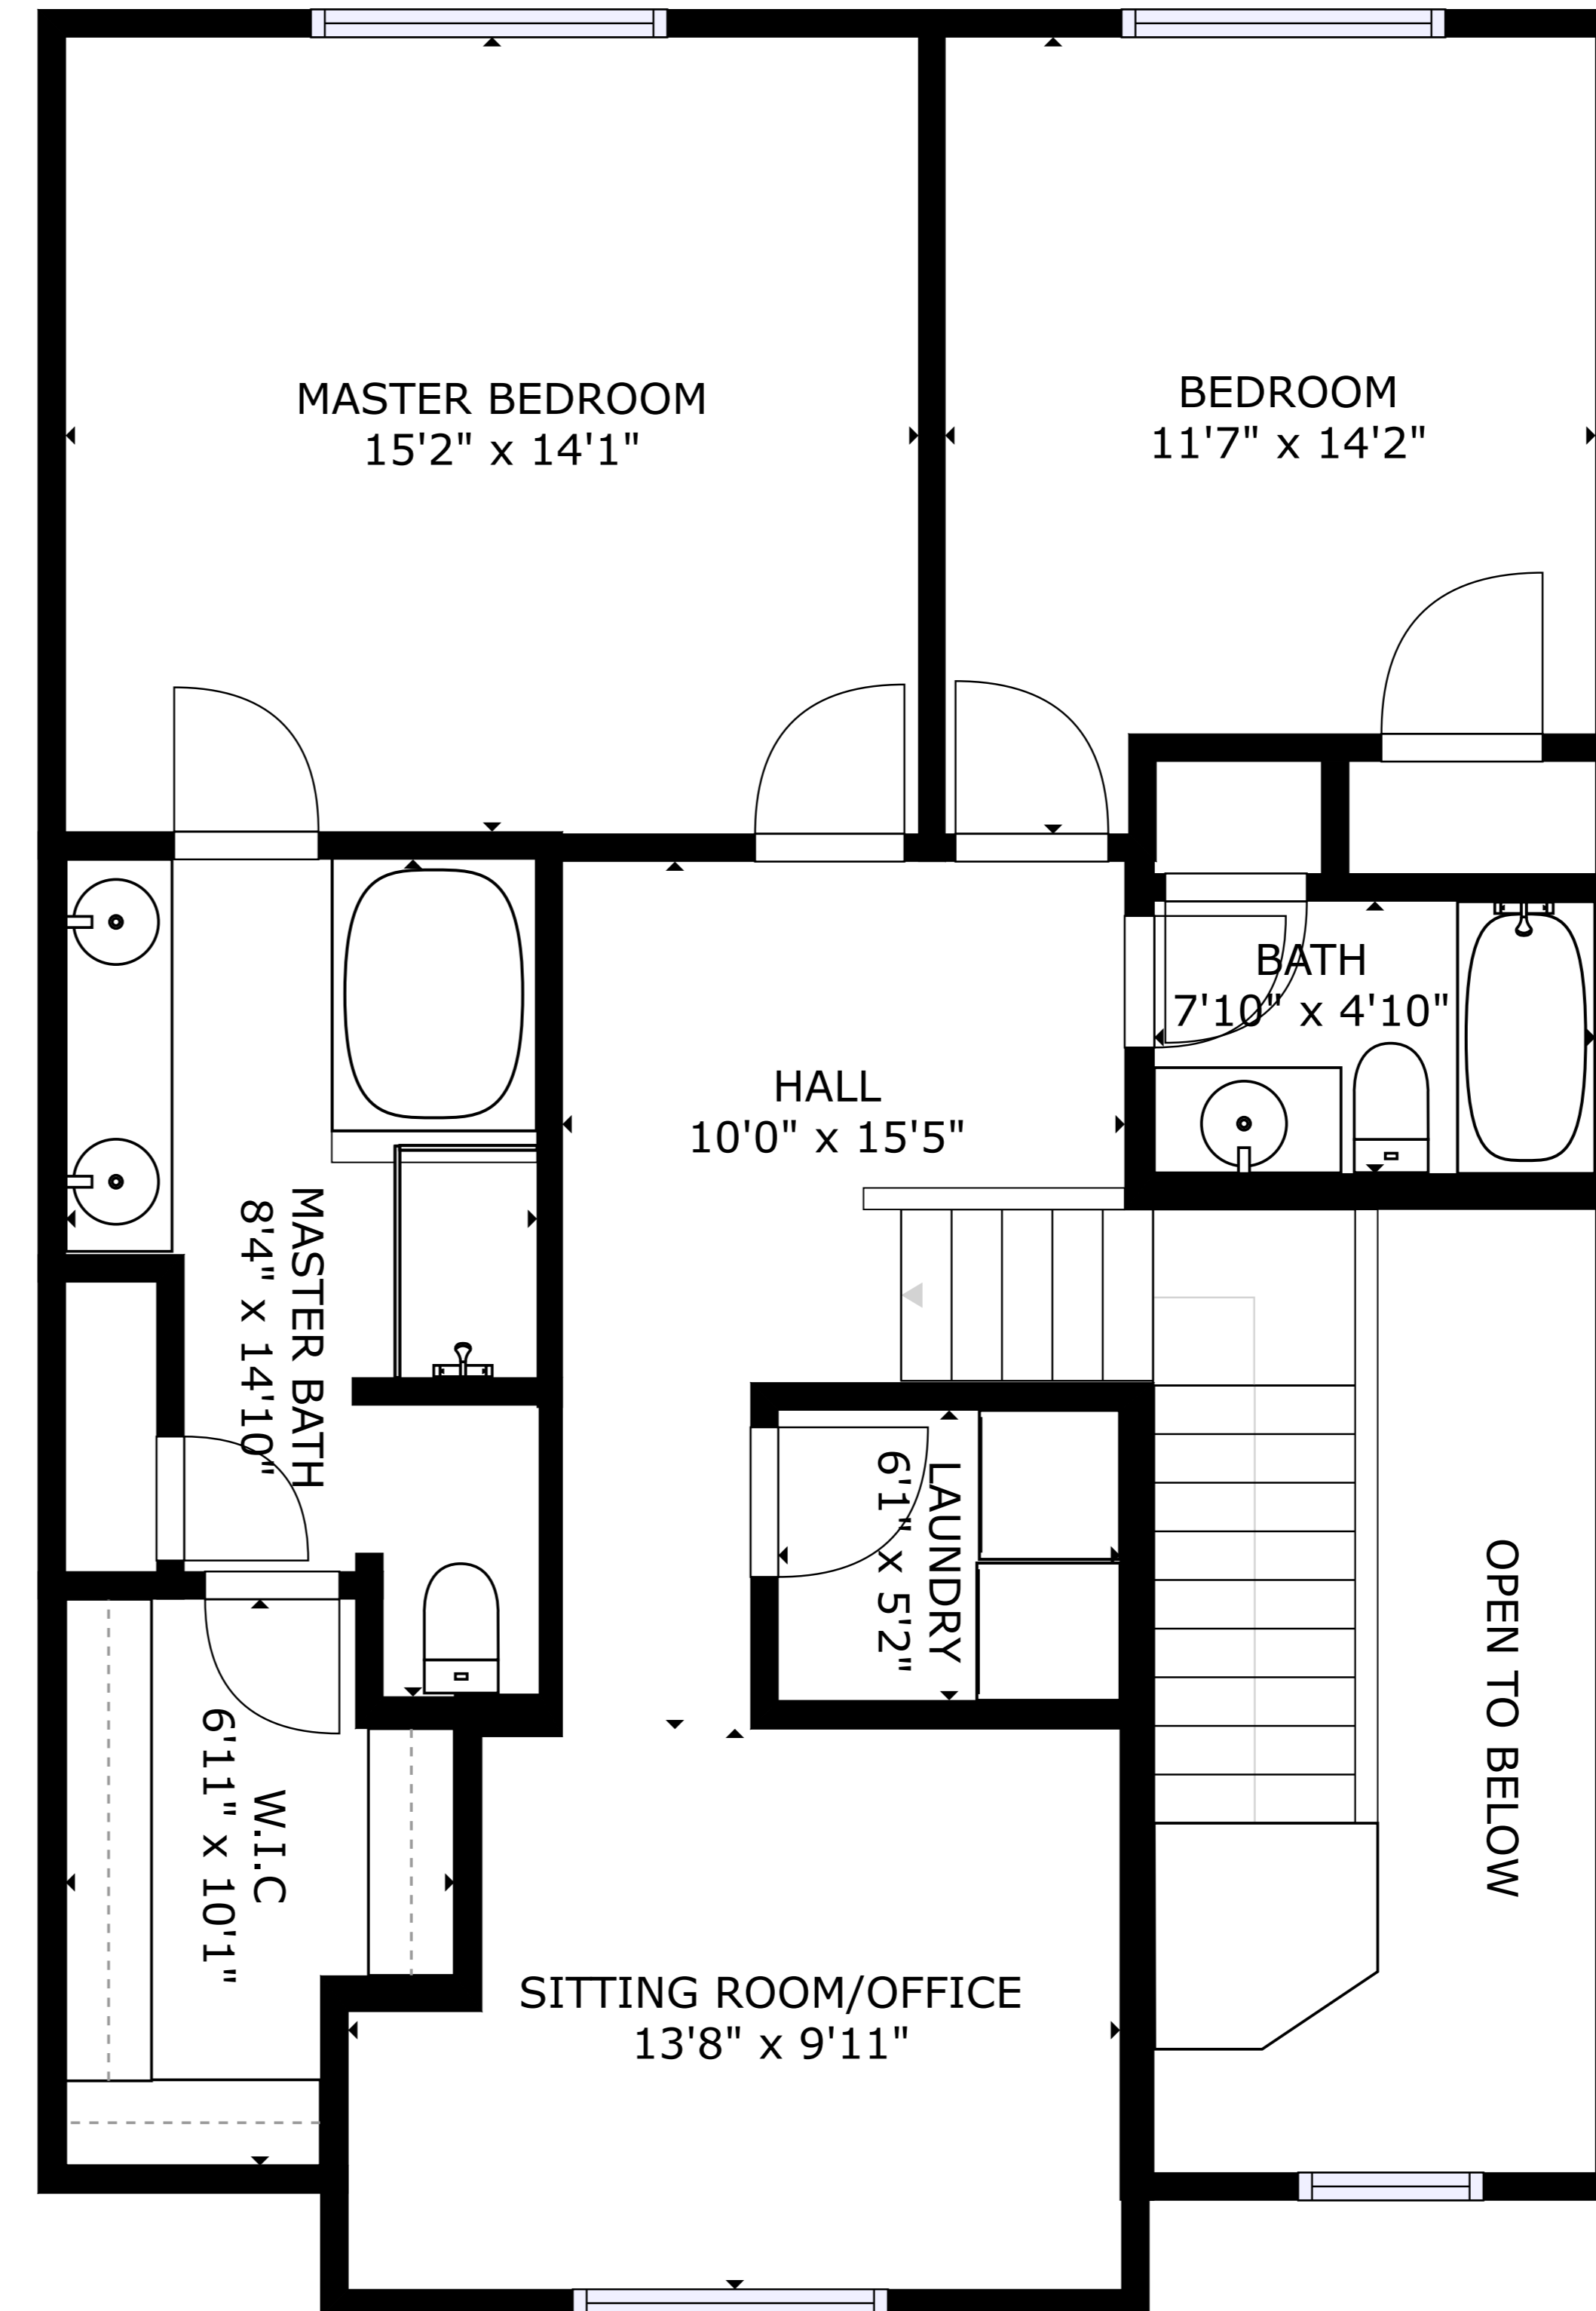 MASTER BEDROOM
15'2" x 14'1"
BEDROOM
11'7" x 14'2"
BATH
7'10" x 4'10"
HALL
10'0" x 15'5"
MASTER BATH
8'4" x 14'10"
LAUNDRY
6'1" x 5'2"
OPEN TO BELOW
W.I.C
6'11" x 10'1"
SITTING ROOM/OFFICE
13'8" x 9'11"